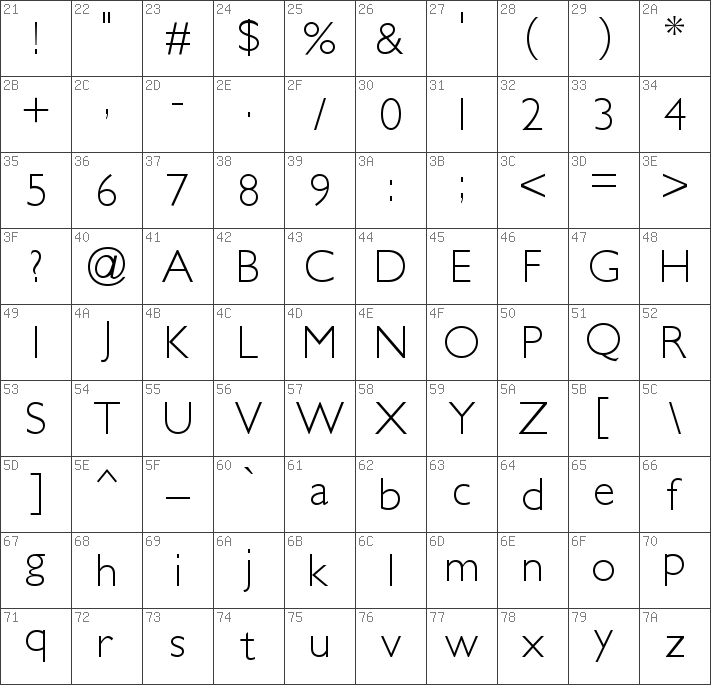 21 22 23 24 25 26 27 28 29 2A
! " # $ % & ' ( ) *
2B 2C 2D 2E 2F 30 31 32 33 34
+ , - . / 0 1 2 3 4
35 36 37 38 39 3A 3B 3C 3D 3E
5 6 7 8 9 : ; < = >
3F 40 41 42 43 44 45 46 47 48
? @ A B C D E F G H
49 4A 4B 4C 4D 4E 4F 50 51 52
I J K L M N O P Q R
53 54 55 56 57 58 59 5A 5B 5C
S T U V W X Y Z [ \
5D 5E 5F 60 61 62 63 64 65 66
] ^ _ ` a b c d e f
67 68 69 6A 6B 6C 6D 6E 6F 70
g h i j k l m n o p
71 72 73 74 75 76 77 78 79 7A
q r s t u v w x y z